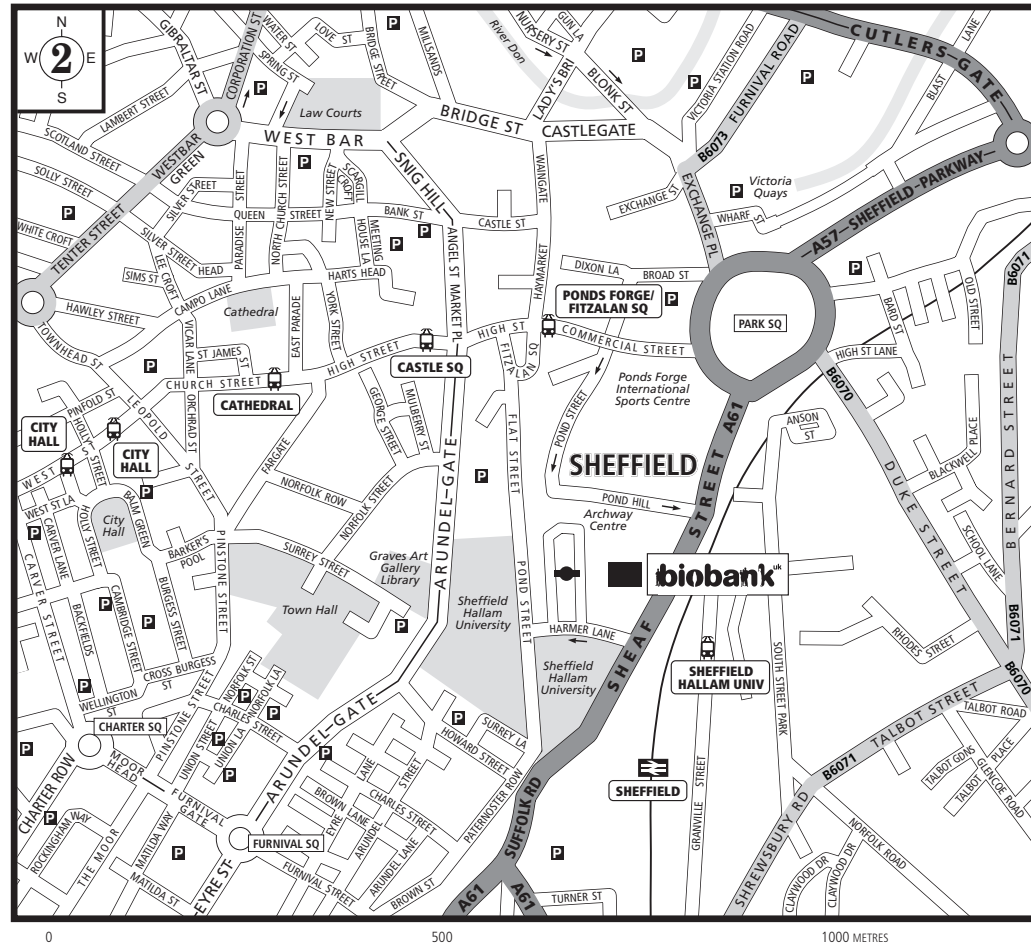 N
W 2 E
S
GIBRALTAR ST
CORPORATION ST
WATER ST
SPRING ST
LOVE ST
BRIDGE STREET
MILLSANDS
River Don
NURSERY ST
GUN LA
LADY'S BRI
BLONK ST
VICTORIA STATION ROAD
FURNIVAL ROAD
B6073
CUTLERS-GATE
BLAST LANE
LAMBERT STREET
SCOTLAND STREET
SOLLY STREET
WHITE CROFT
TENTER STREET
WESTBAR
GREEN
Law Courts
WEST BAR
BRIDGE ST
CASTLEGATE
SNIG HILL
WAINGATE
EXCHANGE ST
EXCHANGE PL
Victoria
Quays
WHARF ST
A57-SHEFFIELD-PARKWAY
SILVER STREET
SILVER STREET HEAD
QUEEN STREET
PARADISE STREET
NORTH CHURCH STREET
NEW STREET
SCARGILL
CROFT
BANK ST
MEETING
HOUSE LA
HARTS HEAD
CASTLE ST
ANGEL ST
MARKET PL
HAYMARKET
DIXON LA
BROAD ST
SIMS ST
LEE CROFT
CAMPO LANE
HAWLEY STREET
TOWNHEAD ST
VICAR LANE
Cathedral
EAST PARADE
YORK STREET
ST JAMES ST
CHURCH STREET
CATHEDRAL
HIGH STREET
CASTLE SQ
HIGH ST
FITZALAN SQ
PONDS FORGE/
FITZALAN SQ
COMMERCIAL STREET
PARK SQ
BARD ST
OLD STREET
HIGH ST LANE
B6071
BERNARD STREET
B6070
DUKE STREET
ANSON
ST
BLACKWELL PLACE
SCHOOL LANE
Ponds Forge
International
Sports Centre
POND STREET
SHEFFIELD
POND HILL
Archway
Centre
A61
SHEAF STREET
PINFOLD ST
LEOPOLD STREET
ORCHRAD ST
CITY
HALL
CITY
HALL
WEST
WEST ST LA
HOLLY STREET
HOLLY STREET
BALM GREEN
City
Hall
BARKER'S
POOL
FARGATE
NORFOLK ROW
NORFOLK STREET
GEORGE STREET
MULBERRY ST
ARUNDEL-GATE
FLAT STREET
POND STREET
SURREY STREET
Graves Art
Gallery
Library
Town Hall
PINSTONE STREET
Sheffield
Hallam
University
biobank uk
HARMER LANE
Sheffield
Hallam
University
SHEFFIELD
HALLAM UNIV
SHEFFIELD
SOUTH STREET PARK
GRANVILLE STREET
RHODES STREET
B6071
B6070
TALBOT STREET
B6071
TALBOT ROAD
TALBOT GDNS
TALBOT PLACE
GLENCOE ROAD
SHREWSBURY RD
NORFOLK ROAD
CLAYWOOD DR
CLAYWOOD DR
CARVER STREET
CARVER LANE
BACKFIELDS
CAMBRIDGE STREET
BURGESS STREET
CROSS BURGESS
ST
WELLINGTON
ST
CHARTER SQ
CHARTER ROW
MOOR
HEAD
PINSTONE STREET
UNION STREET
UNION LA
CHARLES STREET
NORFOLK ST
NORFOLK LA
ARUNDEL-GATE
FURNIVAL
GATE
FURNIVAL SQ
FURNIVAL STREET
ROCKINGHAM WAY
THE MOOR
MATILDA WAY
MATILDA ST
EYRE ST
BROWN LANE
EYRE LANE
ARUNDEL STREET
ARUNDEL LANE
CHARLES STREET
BROWN ST
HOWARD STREET
SURREY LA
PATERNOSTER ROW
SUFFOLK RD
A61
A61
TURNER ST
0 500 1000 METRES